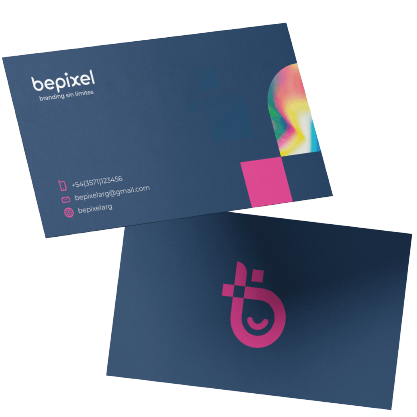 bepixel
branding sin límites
+54(3571)123456
bepixelarg@gmail.com
bepixelarg